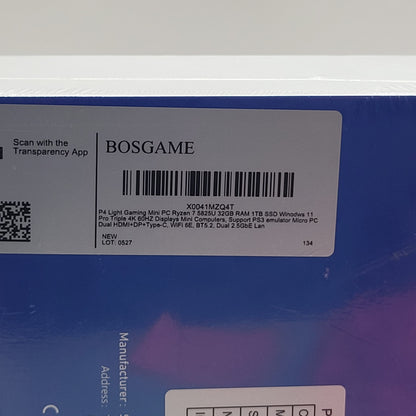 Scan with the
Transparency App
BOSGAME
X0041MZQ4T
P4 Light Gaming Mini PC Ryzen 7 5825U 32GB RAM 1TB SSD Winodws 11
Pro Triple 4K 60HZ Displays Mini Computers, Support PS3 emulator Micro PC
Dual HDMI+DP+Type-C, WIFI 6E, BT5.2, Dual 2.5GbE Lan
NEW
LOT: 0527
134
Manufacturer :
Address :